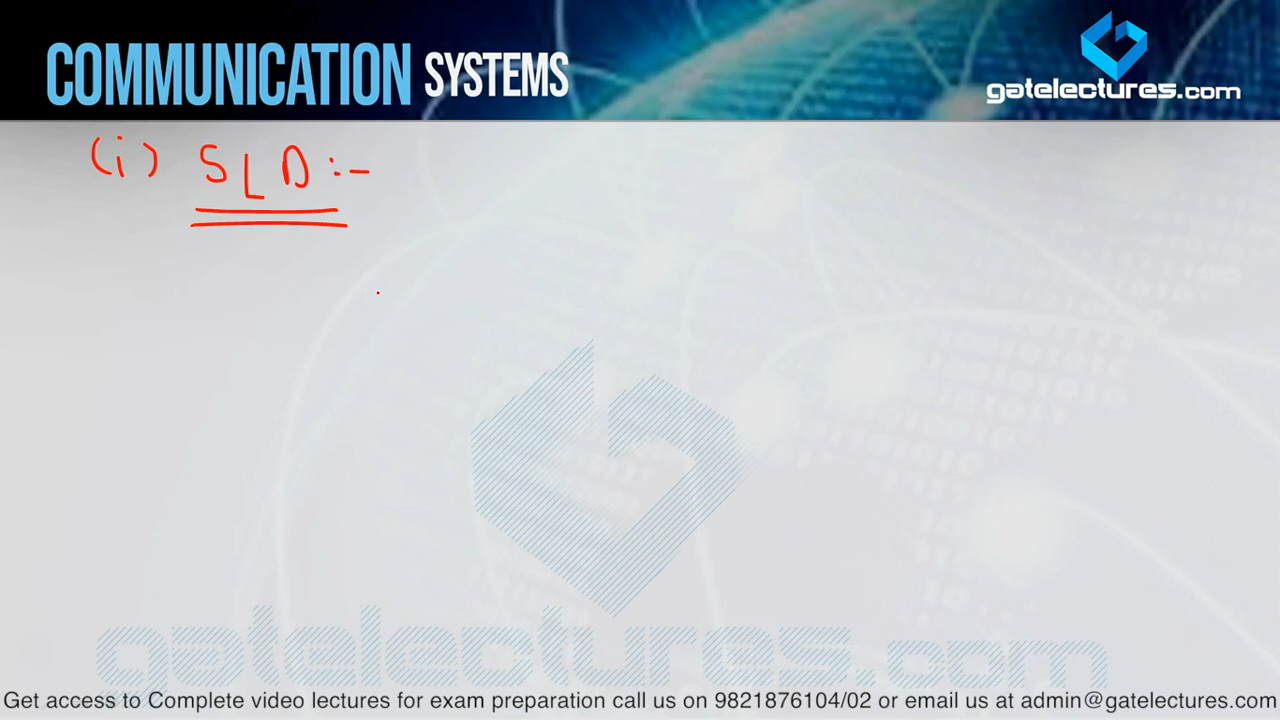 COMMUNICATION SYSTEMS
gatelectures.com
(i) SLD:-
gatelectures.com
Get access to Complete video lectures for exam preparation call us on 9821876104/02 or email us at admin@gatelectures.com